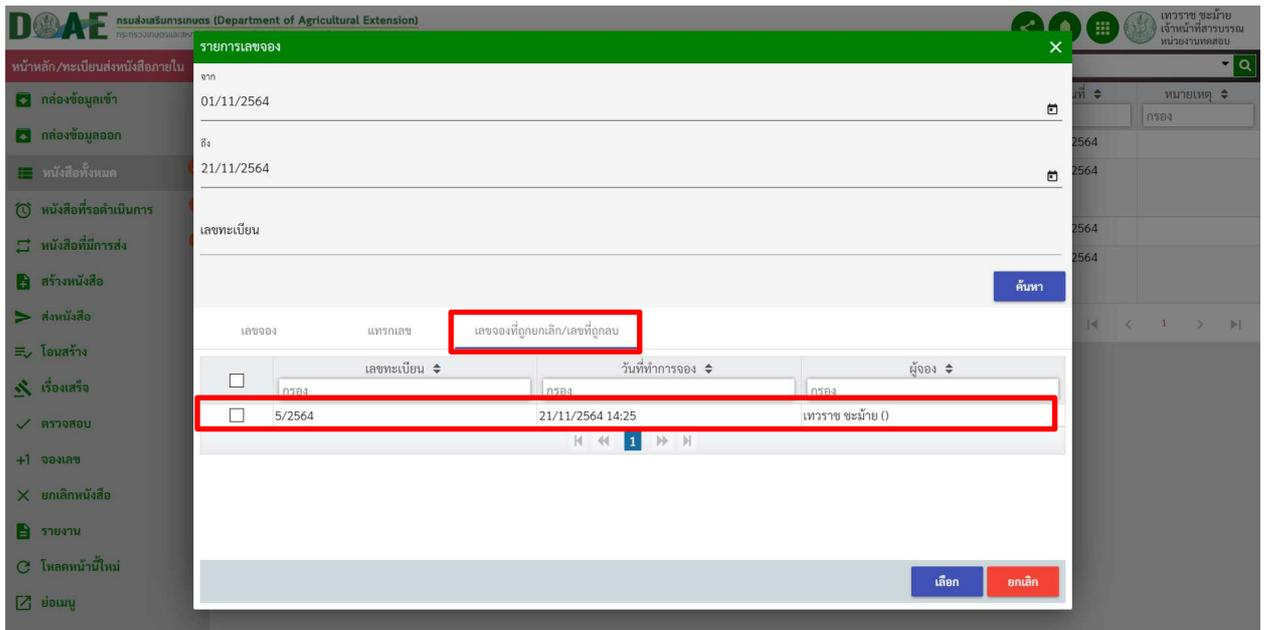 DOAE
กรมส่งเสริมการเกษตร (Department of Agricultural Extension)
เทวราช ชะม้าย
เจ้าหน้าที่สารบรรณ
หน่วยงานทดสอบ
หน้าหลัก/ทะเบียนส่งหนังสือภายใน
รายการเลขจอง
จาก
01/11/2564
ถึง
21/11/2564
เลขทะเบียน
ค้นหา
เลขจอง แทรกเลข เลขจองที่ถูกยกเลิก/เลขที่ถูกลบ
เลขทะเบียน วันที่ทำการจอง ผู้จอง
กรอง กรอง กรอง
5/2564 21/11/2564 14:25 เทวราช ชะม้าย ()
1
เลือก ยกเลิก
กล่องข้อมูลเข้า
กล่องข้อมูลออก
หนังสือทั้งหมด
หนังสือที่รอดำเนินการ
หนังสือที่มีการส่ง
สร้างหนังสือ
ส่งหนังสือ
โอนสร้าง
เรื่องเสร็จ
ตรวจสอบ
+1 จองเลข
ยกเลิกหนังสือ
รายงาน
โหลดหน้านี้ใหม่
ย่อเมนู
หมายเหตุ
กรอง
2564
2564
2564
2564
1